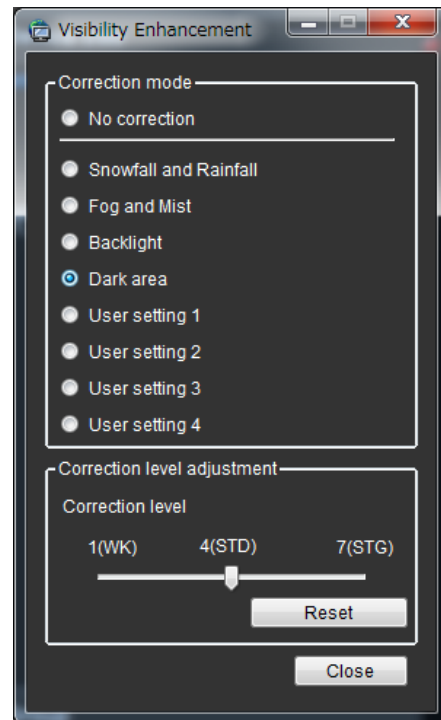 Visibility Enhancement
Correction mode
No correction
Snowfall and Rainfall
Fog and Mist
Backlight
Dark area
User setting 1
User setting 2
User setting 3
User setting 4
Correction level adjustment
Correction level
1(WK) 4(STD) 7(STG)
Reset
Close